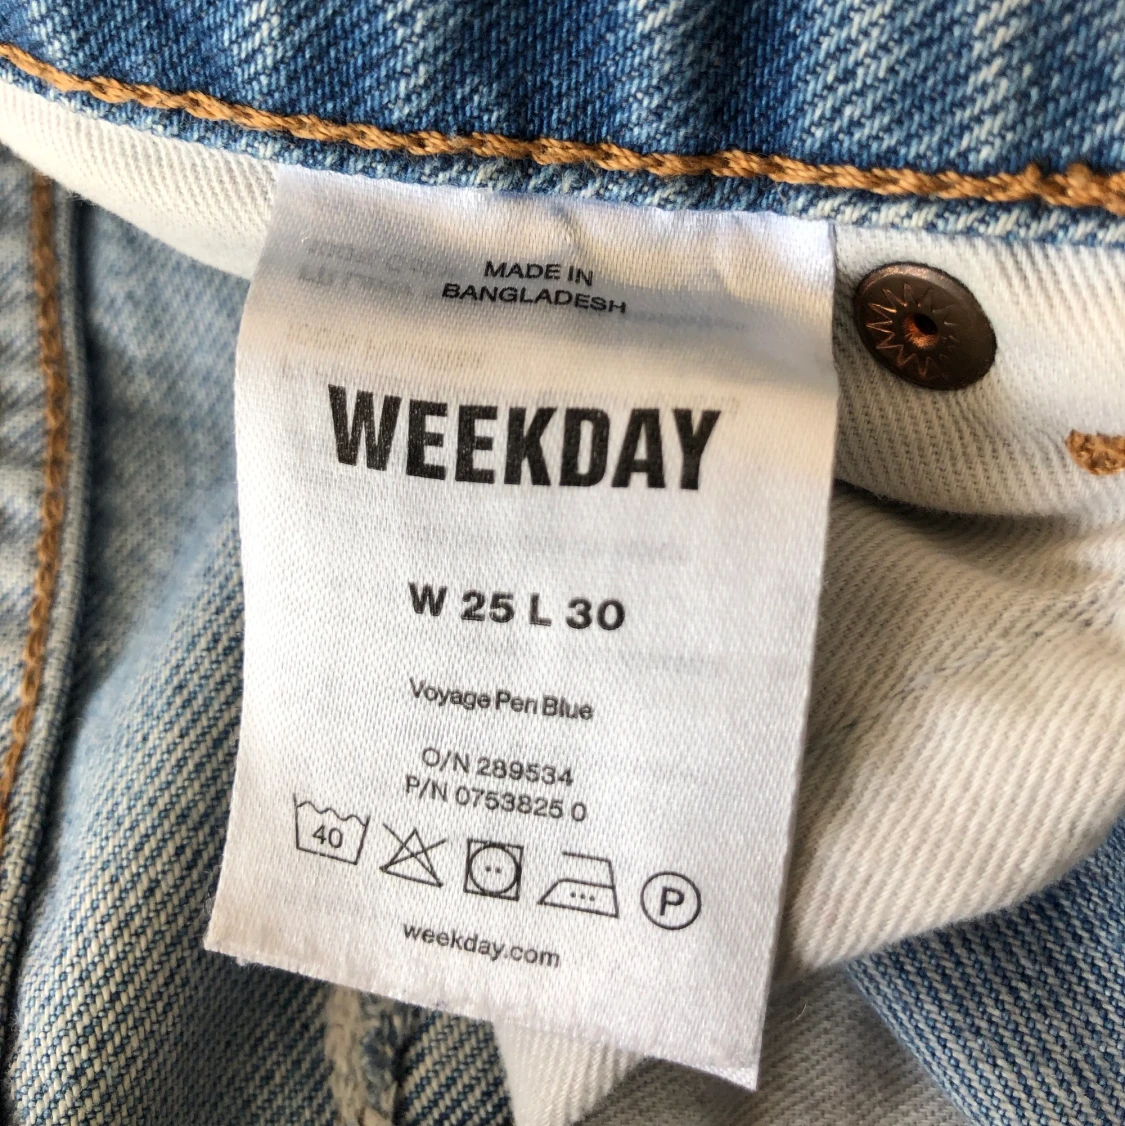 MADE IN
BANGLADESH
WEEKDAY
W 25 L 30
Voyage Pen Blue
O/N 289534
P/N 0753825 0
40
P
weekday.com